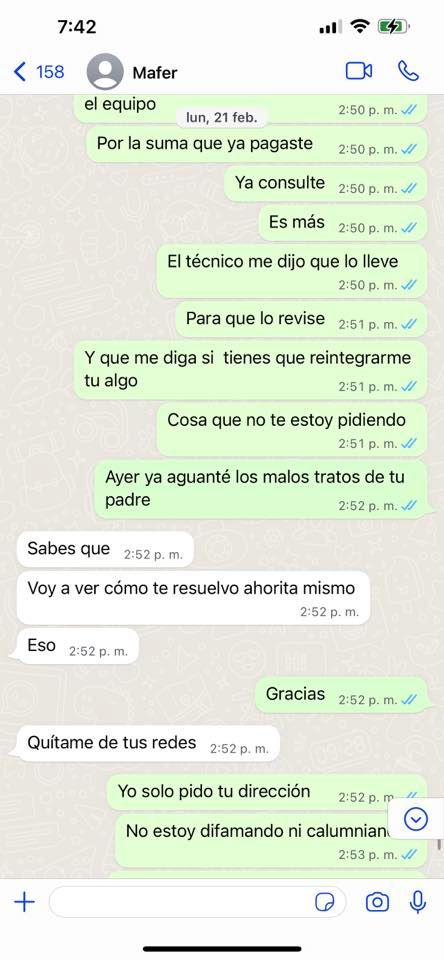 7:42
158
Mafer
el equipo
2:50 p. m.
lun, 21 feb.
Por la suma que ya pagaste
2:50 p. m.
Ya consulte
2:50 p. m.
Es más
2:50 p. m.
El técnico me dijo que lo lleve
2:50 p. m.
Para que lo revise
2:51 p. m.
Y que me diga si tienes que reintegrarme
tu algo
2:51 p. m.
Cosa que no te estoy pidiendo
2:51 p. m.
Ayer ya aguanté los malos tratos de tu
padre
2:52 p. m.
Sabes que
2:52 p. m.
Voy a ver cómo te resuelvo ahorita mismo
2:52 p. m.
Eso
2:52 p. m.
Gracias
2:52 p. m.
Quítame de tus redes
2:52 p. m.
Yo solo pido tu dirección
2:52 p. m.
No estoy difamando ni
2:53 p. m.